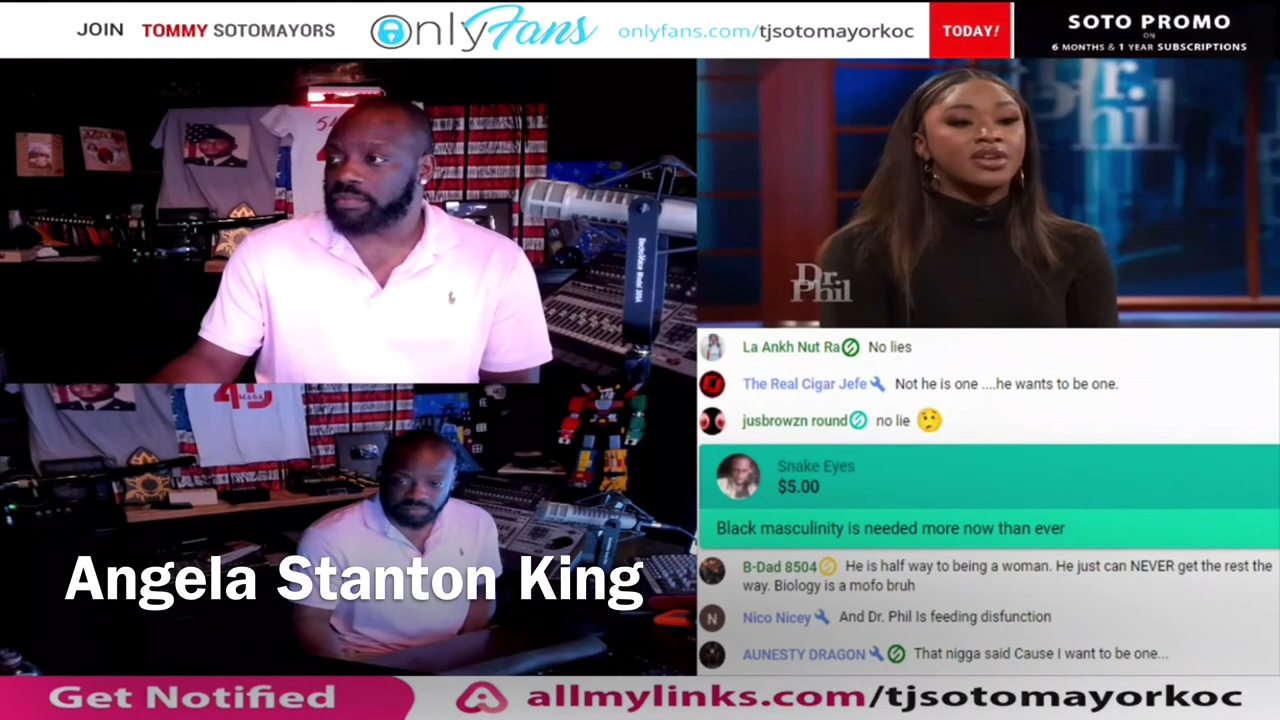 JOIN TOMMY SOTOMAYORS OnlyFans onlyfans.com/tjsotomayorkoc TODAY!
SOTO PROMO
ON
6 MONTHS & 1 YEAR SUBSCRIPTIONS
Dr. Phil
Dr. Phil
MAGA
La Ankh Nut Ra No lies
The Real Cigar Jefe Not he is one ....he wants to be one.
jusbrowzn round no lie
Snake Eyes
$5.00
Black masculinity is needed more now than ever
B-Dad 8504 He is half way to being a woman. He just can NEVER get the rest the
way. Biology is a mofo bruh
N
Nico Nicey And Dr. Phil Is feeding disfunction
AUNESTY DRAGON That nigga said Cause I want to be one...
Angela Stanton King
Get Notified allmylinks.com/tjsotomayorkoc